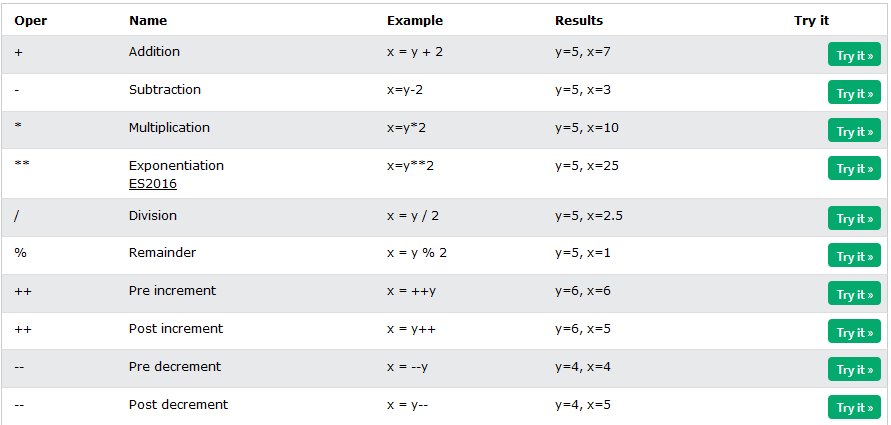 Oper Name Example Results Try it
+ Addition x = y + 2 y=5, x=7 Try it »
- Subtraction x=y-2 y=5, x=3 Try it »
* Multiplication x=y*2 y=5, x=10 Try it »
** Exponentiation x=y**2 y=5, x=25 Try it »
ES2016
/ Division x = y / 2 y=5, x=2.5 Try it »
% Remainder x = y % 2 y=5, x=1 Try it »
++ Pre increment x = ++y y=6, x=6 Try it »
++ Post increment x = y++ y=6, x=5 Try it »
-- Pre decrement x = --y y=4, x=4 Try it »
-- Post decrement x = y-- y=4, x=5 Try it »